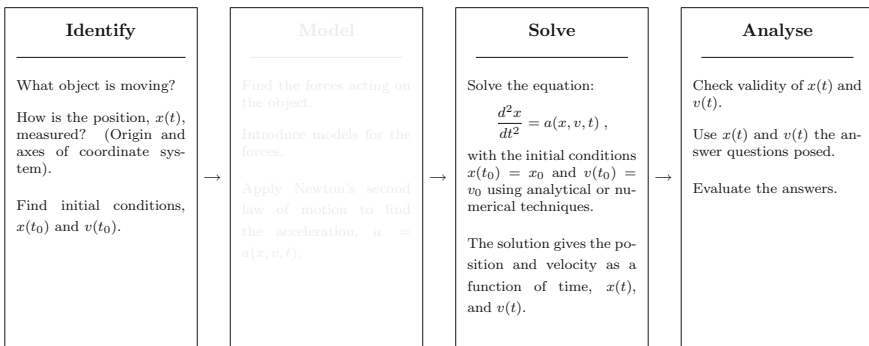 Identify
What object is moving?
How is the position, x(t),
measured? (Origin and
axes of coordinate sys-
tem).
Find initial conditions,
x(t₀) and v(t₀).
→
Model
Find the forces acting on
the object.
Introduce models for the
forces.
Apply Newton's second
law of motion to find
the acceleration, a =
a(x, v, t).
→
Solve
Solve the equation:
d²x/dt² = a(x, v, t) ,
with the initial conditions
x(t₀) = x₀ and v(t₀) =
v₀ using analytical or nu-
merical techniques.
The solution gives the po-
sition and velocity as a
function of time, x(t),
and v(t).
→
Analyse
Check validity of x(t) and
v(t).
Use x(t) and v(t) the an-
swer questions posed.
Evaluate the answers.